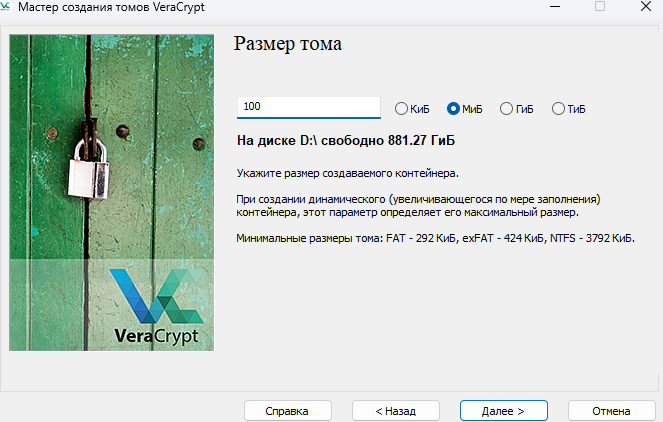 Мастер создания томов VeraCrypt
Размер тома
100
КиБ
МиБ
ГиБ
ТиБ
На диске D:\ свободно 881.27 ГиБ
Укажите размер создаваемого контейнера.
При создании динамического (увеличивающегося по мере заполнения)
контейнера, этот параметр определяет его максимальный размер.
Минимальные размеры тома: FAT - 292 КиБ, exFAT - 424 КиБ, NTFS - 3792 КиБ.
VeraCrypt
Справка
< Назад
Далее >
Отмена